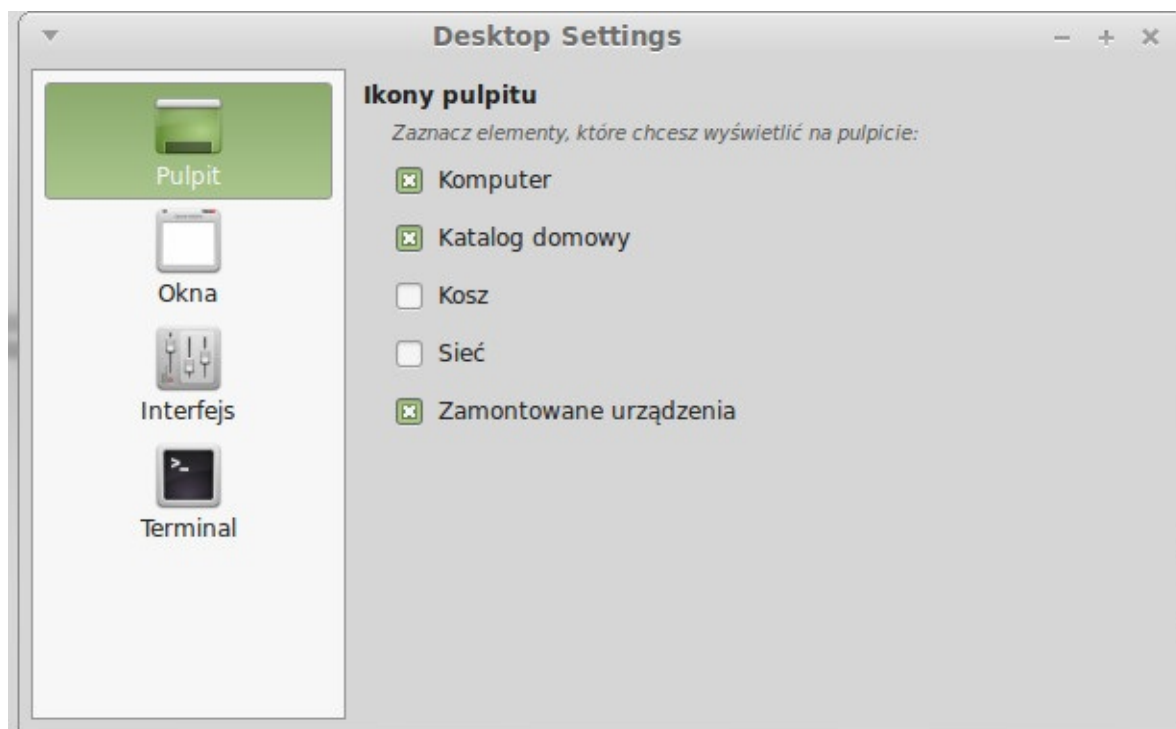 Desktop Settings
Pulpit
Okna
Interfejs
>_
Terminal
Ikony pulpitu
Zaznacz elementy, które chcesz wyświetlić na pulpicie:
Komputer
Katalog domowy
Kosz
Sieć
Zamontowane urządzenia